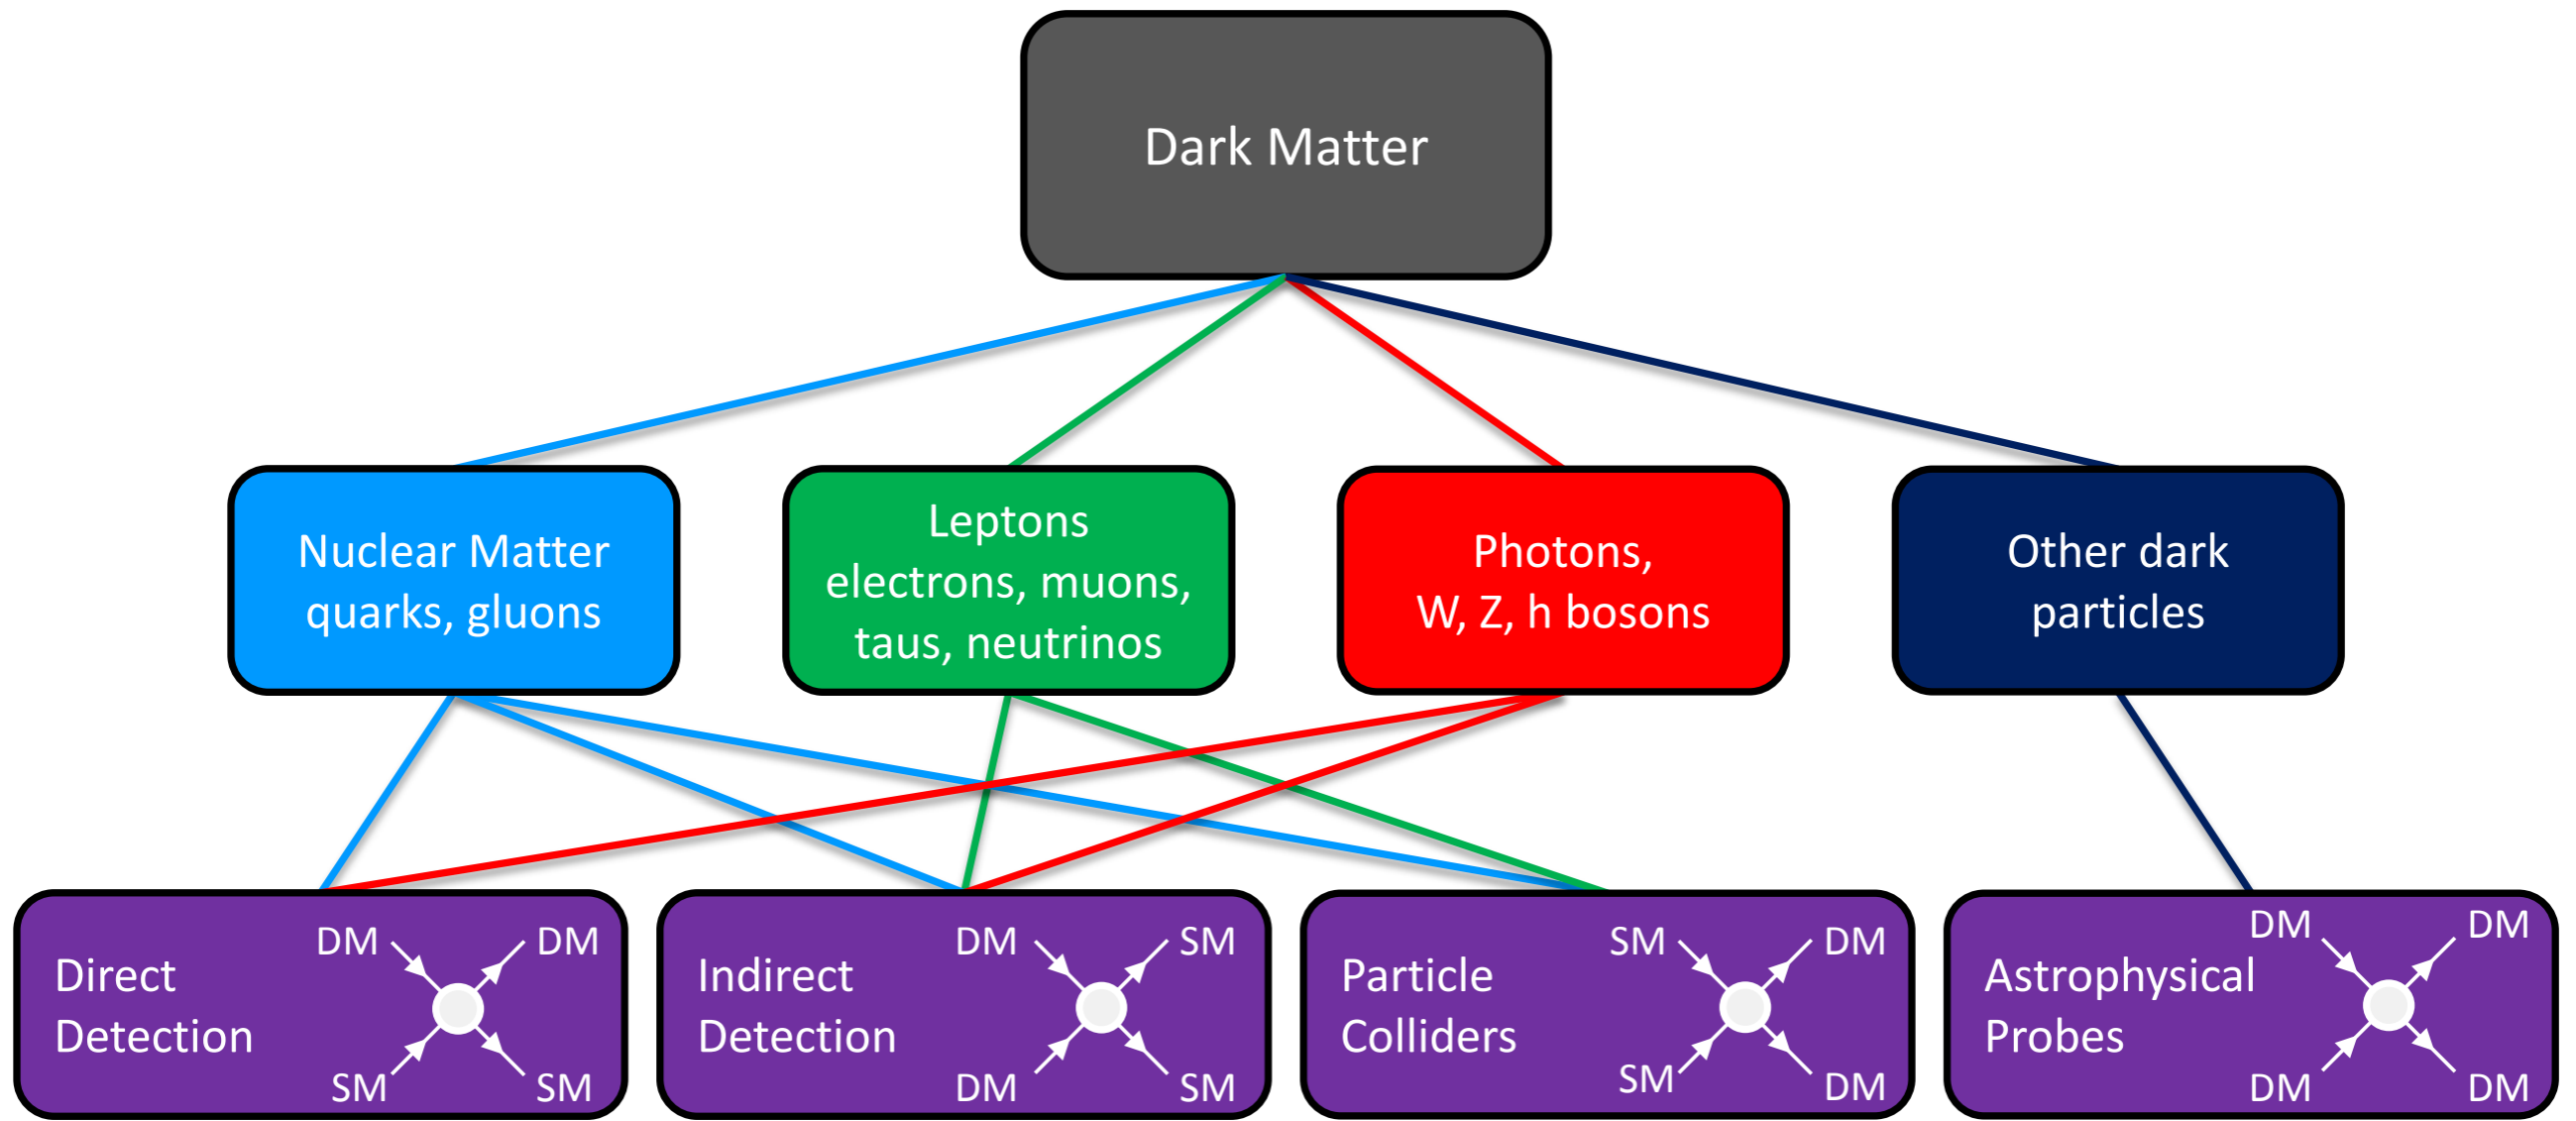 Dark Matter
Nuclear Matter
quarks, gluons
Leptons
electrons, muons,
taus, neutrinos
Photons,
W, Z, h bosons
Other dark
particles
Direct
Detection
DM
DM
SM
SM
Indirect
Detection
DM
SM
DM
SM
Particle
Colliders
SM
DM
SM
DM
Astrophysical
Probes
DM
DM
DM
DM